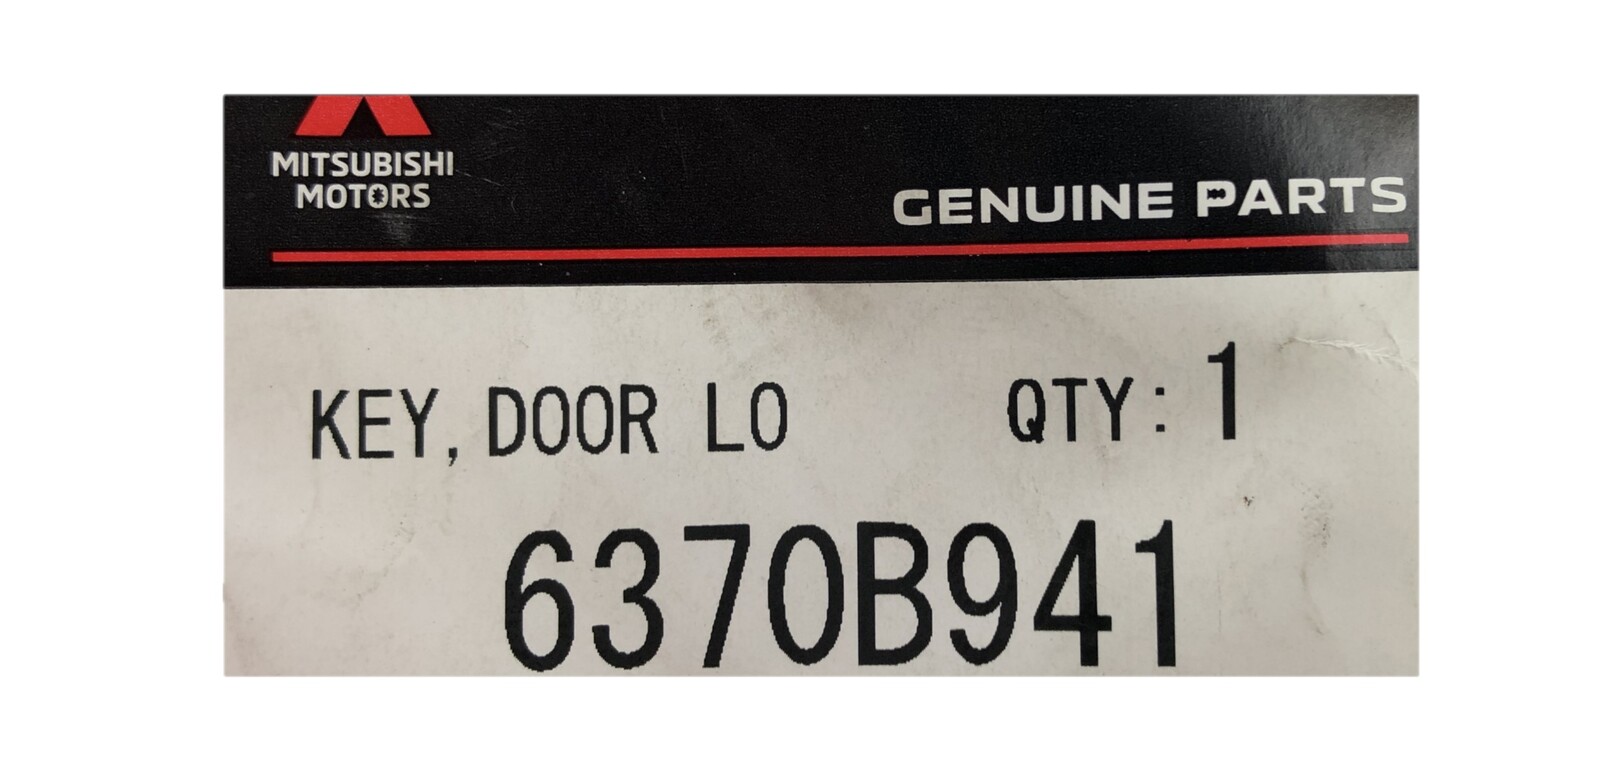 MITSUBISHI
MOTORS
GENUINE PARTS
KEY, DOOR LO
QTY: 1
6370B941